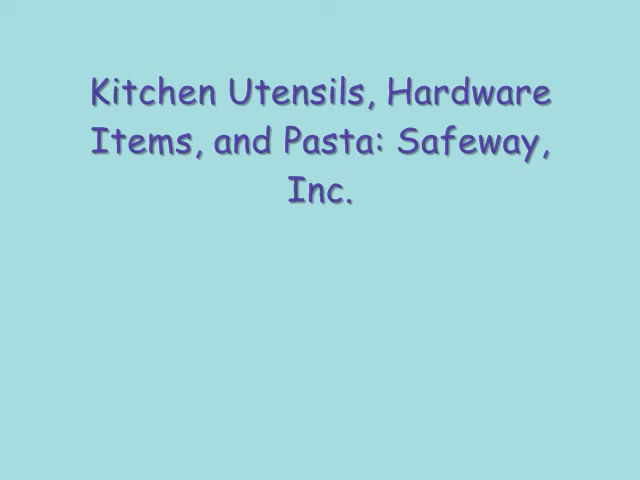 Kitchen Utensils, Hardware
Items, and Pasta: Safeway,
Inc.